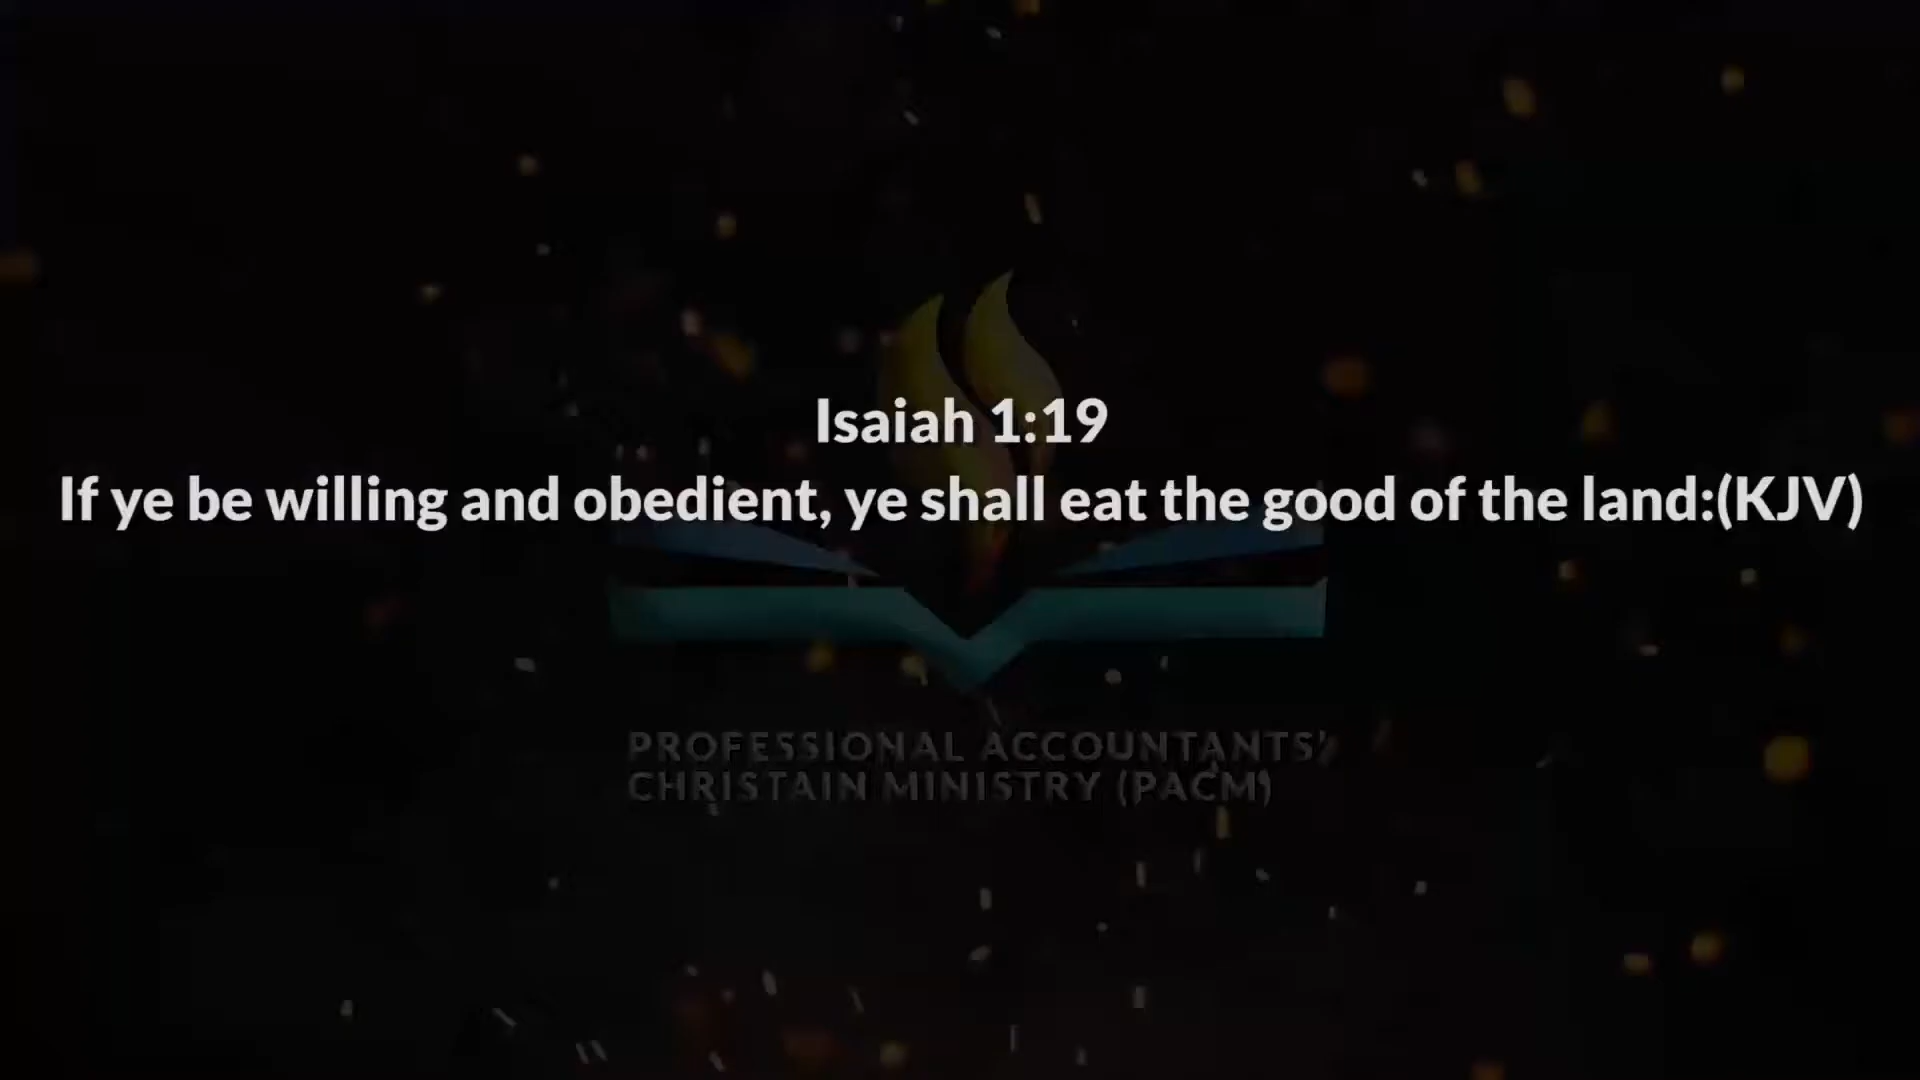 Isaiah 1:19
If ye be willing and obedient, ye shall eat the good of the land:(KJV)
PROFESSIONAL ACCOUNTANTS'
CHRISTAIN MINISTRY (PACM)